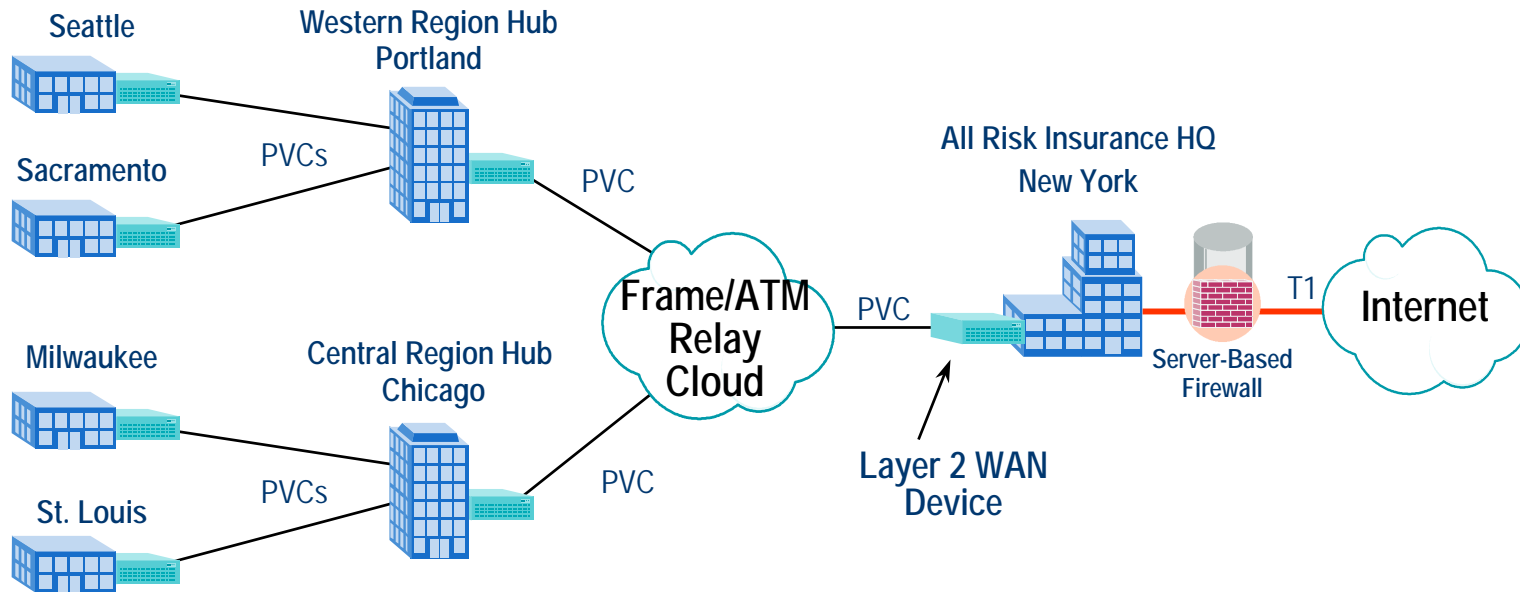 Seattle
Western Region Hub
Portland
PVCs
Sacramento
PVC
All Risk Insurance HQ
New York
Frame/ATM
Relay
Cloud
PVC
T1
Internet
Server-Based
Firewall
Milwaukee
Central Region Hub
Chicago
PVCs
PVC
St. Louis
Layer 2 WAN
Device